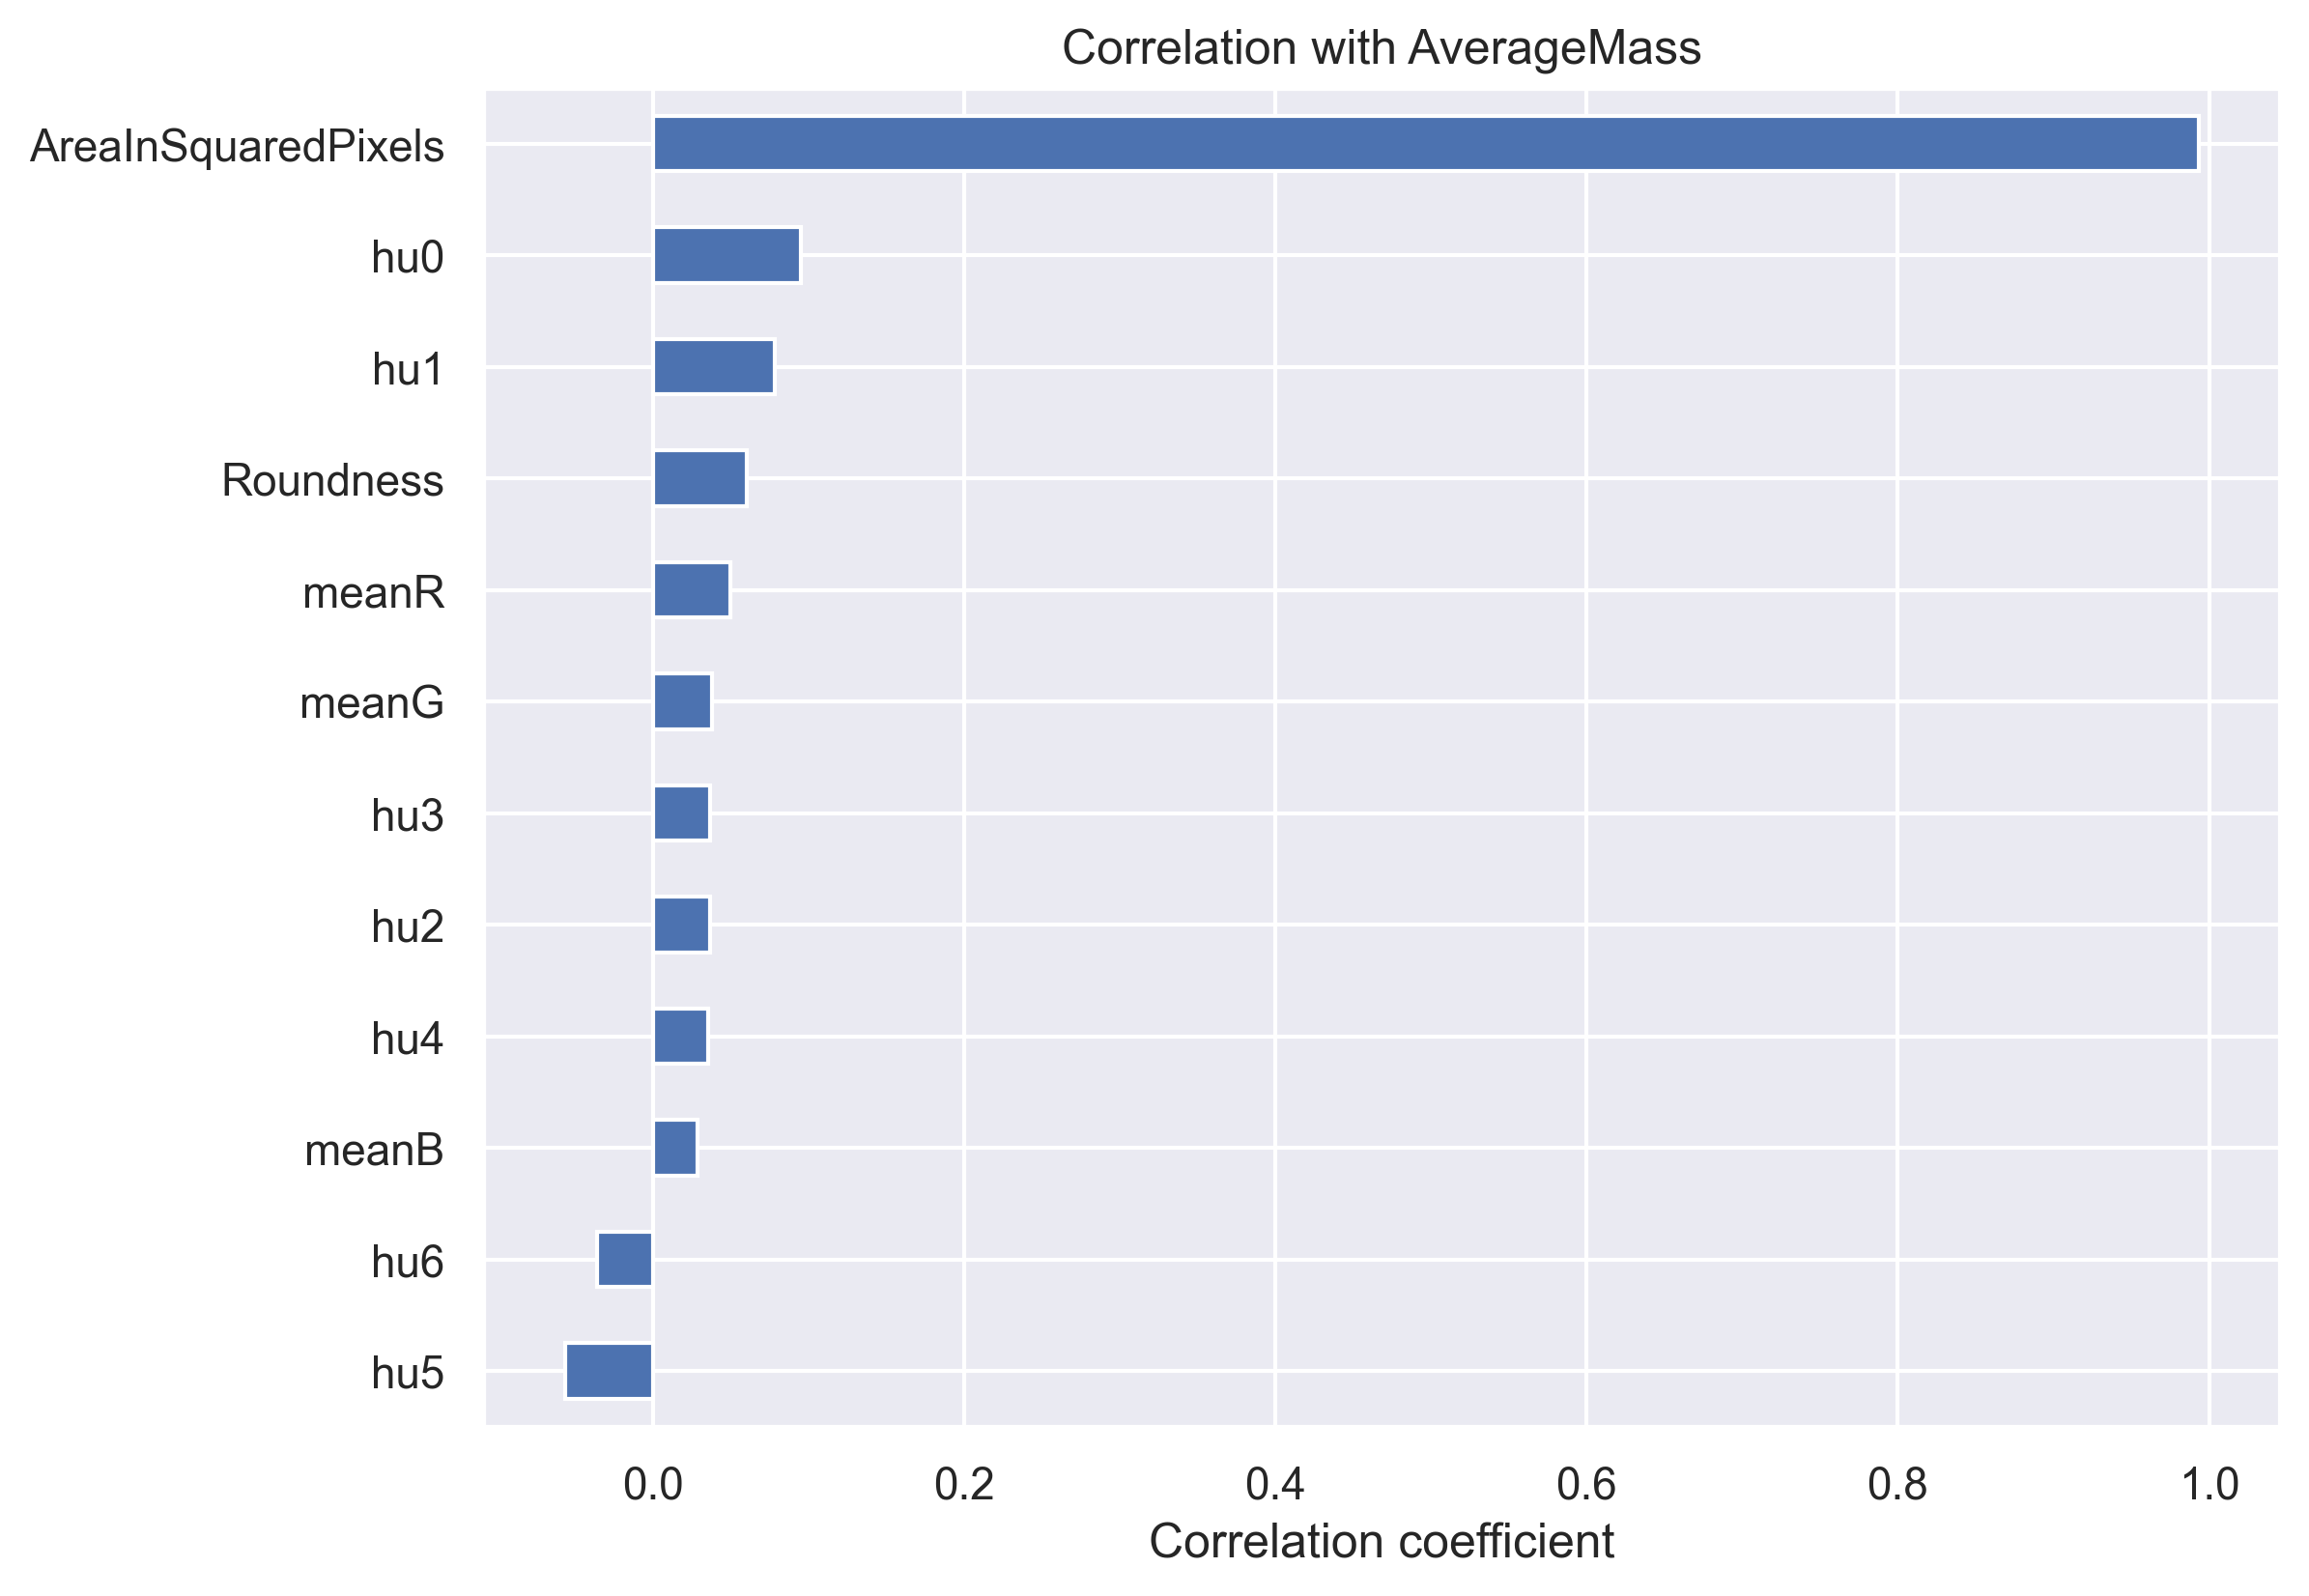 Correlation with AverageMass
AreaInSquaredPixels
hu0
hu1
Roundness
meanR
meanG
hu3
hu2
hu4
meanB
hu6
hu5
0.0 0.2 0.4 0.6 0.8 1.0
Correlation coefficient